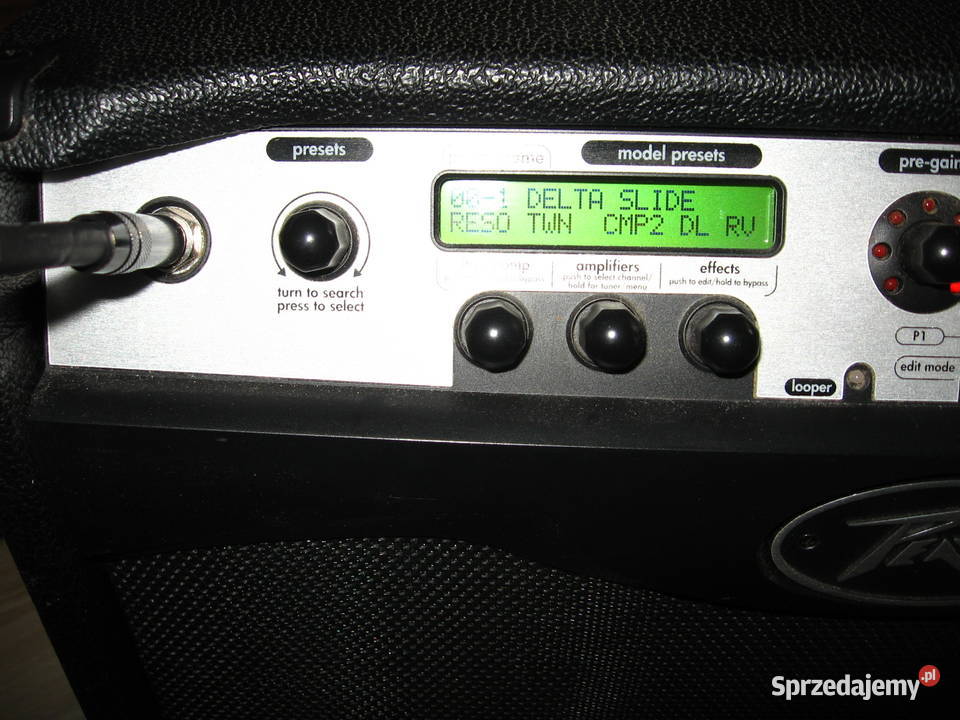 presets
model presets
pre-gain
DELTA SLIDE
RESO TWN CMP2 DL RV
turn to search
press to select
amplifiers
push to select channel/
hold for tuner menu
effects
push to edit/hold to bypass
P1
edit mode
looper
Sprzedajemy.pl